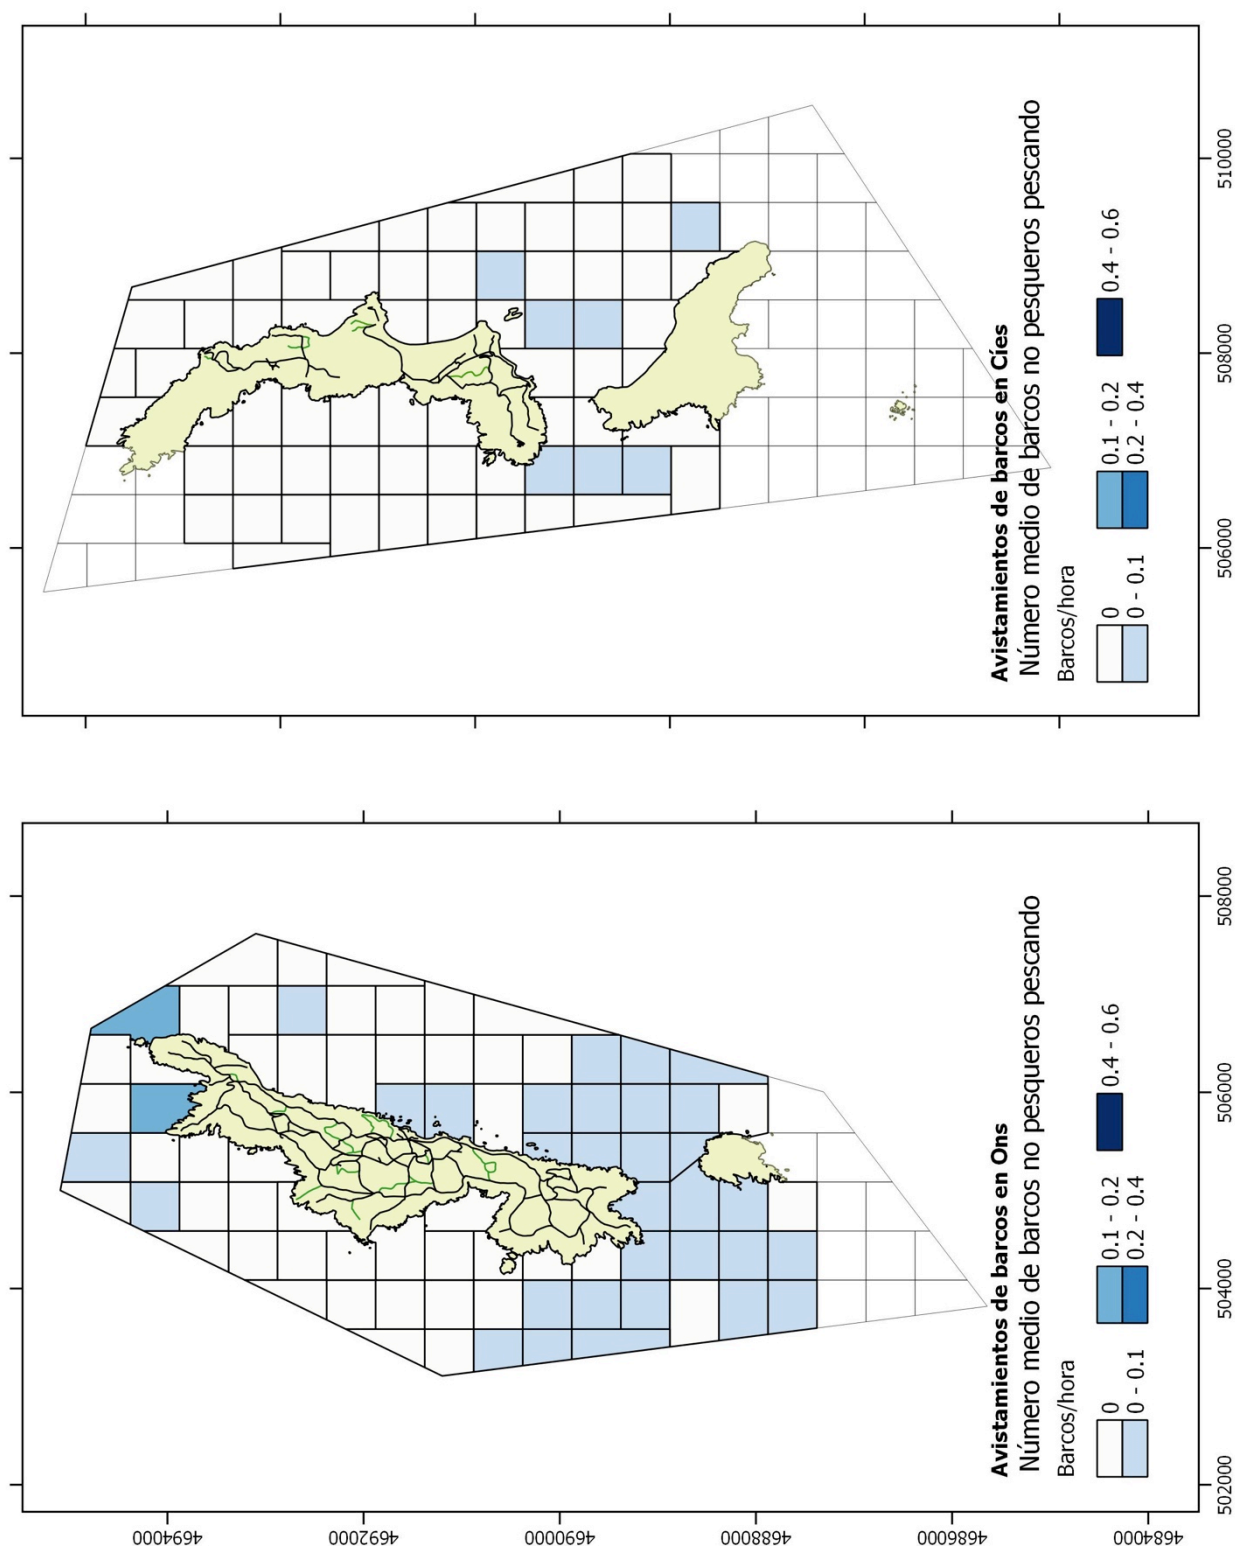 4694000
4692000
4690000
4688000
4686000
4684000
Avistamientos de barcos en Ons
Número medio de barcos no pesqueros pescando
Barcos/hora
0
0 - 0.1
0.1 - 0.2
0.2 - 0.4
0.4 - 0.6
502000
504000
506000
508000
Avistamientos de barcos en Cíes
Número medio de barcos no pesqueros pescando
Barcos/hora
0
0 - 0.1
0.1 - 0.2
0.2 - 0.4
0.4 - 0.6
506000
508000
510000